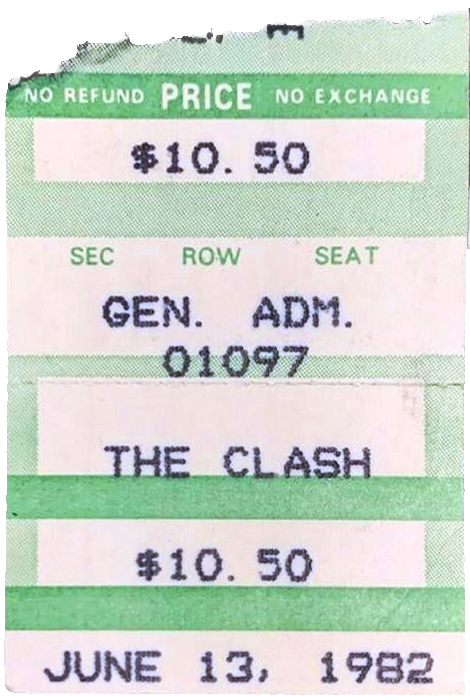 NO REFUND PRICE NO EXCHANGE
$10.50
SEC ROW SEAT
GEN. ADM.
01097
THE CLASH
$10.50
JUNE 13, 1982